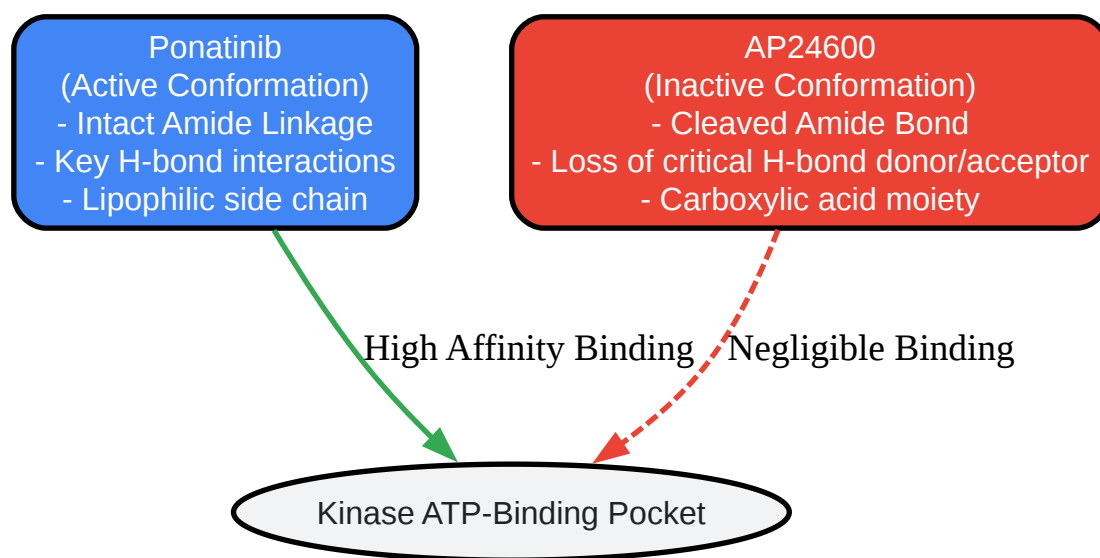 Ponatinib
(Active Conformation)
- Intact Amide Linkage
- Key H-bond interactions
- Lipophilic side chain
AP24600
(Inactive Conformation)
- Cleaved Amide Bond
- Loss of critical H-bond donor/acceptor
- Carboxylic acid moiety
High Affinity Binding
Negligible Binding
Kinase ATP-Binding Pocket